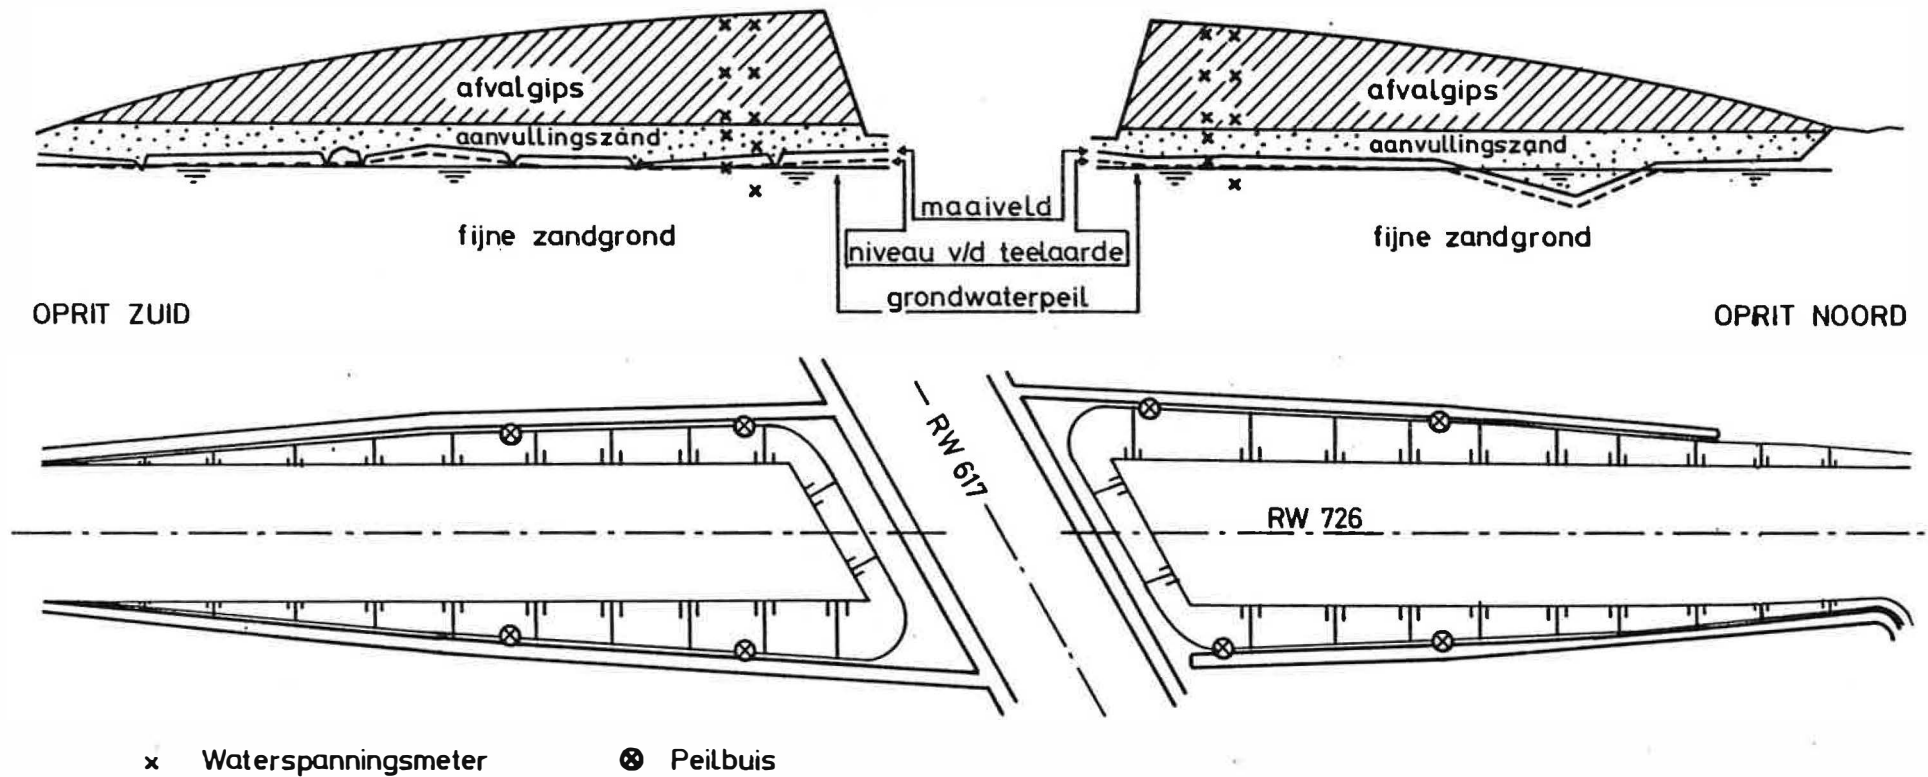 afvalgips
afvalgips
aanvullingszand
aanvullingszand
maaiveld
fijne zandgrond
fijne zandgrond
niveau v/d teelaarde
grondwaterpeil
OPRIT ZUID
OPRIT NOORD
RW 617
RW 726
x Waterspanningsmeter
⊗ Peilbuis